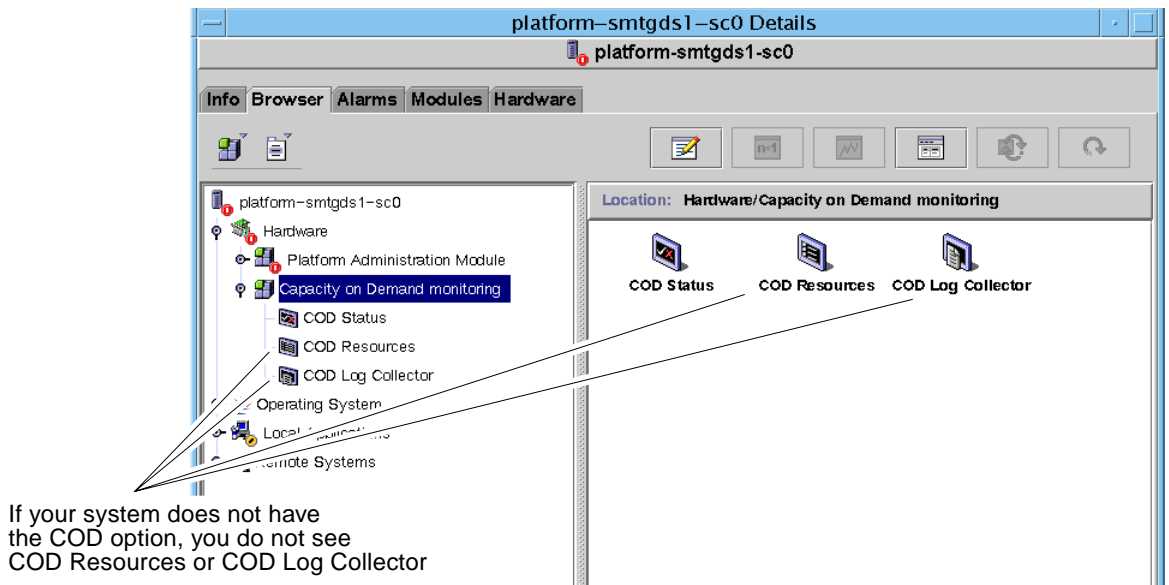 platform-smtgds1-sc0 Details
platform-smtgds1-sc0
Info Browser Alarms Modules Hardware
n=1
platform-smtgds1-sc0
Hardware
Platform Administration Module
Capacity on Demand monitoring
COD Status
COD Resources
COD Log Collector
Operating System
Local
Systems
Location: Hardware/Capacity on Demand monitoring
COD Status COD Resources COD Log Collector
If your system does not have
the COD option, you do not see
COD Resources or COD Log Collector